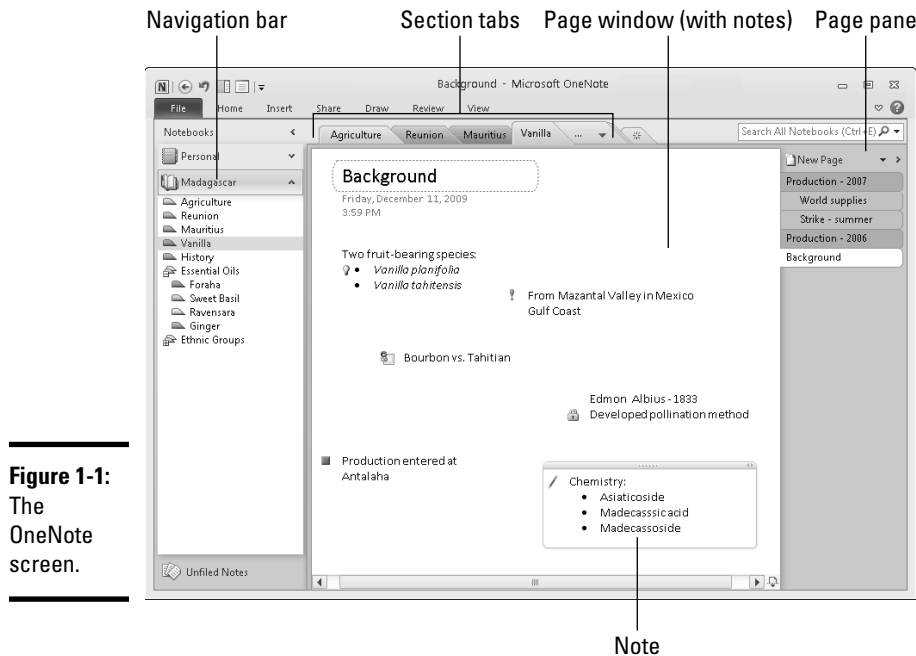 Navigation bar
Section tabs
Page window (with notes)
Page pane
Background - Microsoft OneNote
File Home Insert Share Draw Review View
Notebooks
Personal
Madagascar
Agriculture
Reunion
Mauritius
Vanilla
History
Essential Oils
Foraha
Sweet Basil
Ravensara
Ginger
Ethnic Groups
Unfiled Notes
Agriculture Reunion Mauritius Vanilla ...
Search All Notebooks (Ctrl+E)
Background
Friday, December 11, 2009
3:59 PM
Two fruit-bearing species:
• Vanilla planifolia
• Vanilla tahitensis
From Mazantal Valley in Mexico
Gulf Coast
Bourbon vs. Tahitian
Edmon Albius - 1833
Developed pollination method
Production entered at
Antalaha
Chemistry:
• Asiaticoside
• Madecasssic acid
• Madecassoside
New Page
Production - 2007
World supplies
Strike - summer
Production - 2006
Background
Note
Figure 1-1:
The
OneNote
screen.